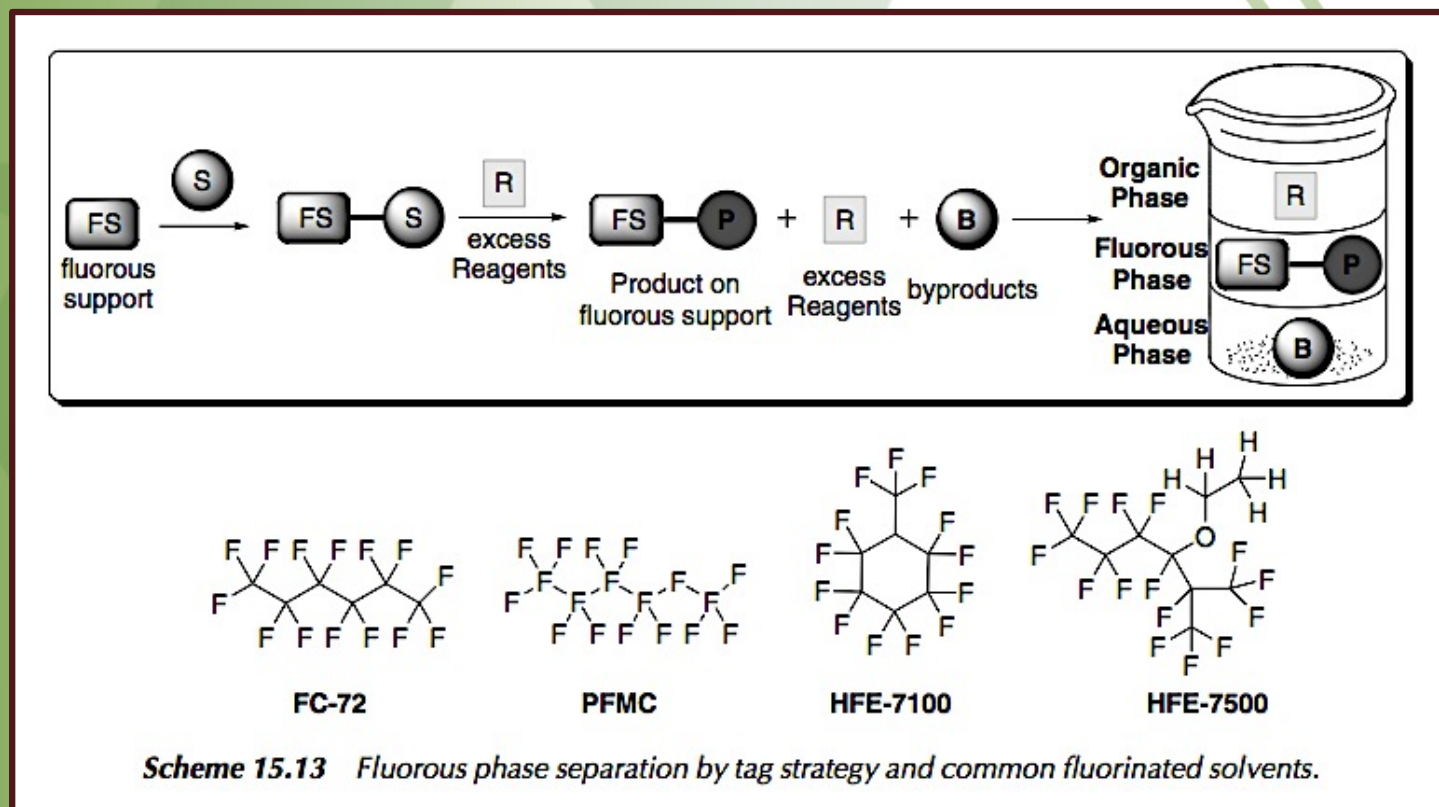 S
FS
fluorous
support
FS S
R
excess
Reagents
FS P
Product on
fluorous support
+
R
excess
Reagents
+
B
byproducts
Organic
Phase
R
Fluorous
Phase
FS P
Aqueous
Phase
B
F F F F F F
F F
F F F F F F
FC-72
F F F F
F F F F
F F F F
F F F F F F
PFMC
F
F F
F F
F F
F F
F F
F F
HFE-7100
H
H H H
H
F F F F
O
F F
F F F F F
F F
F F
F
HFE-7500
Scheme 15.13 Fluorous phase separation by tag strategy and common fluorinated solvents.